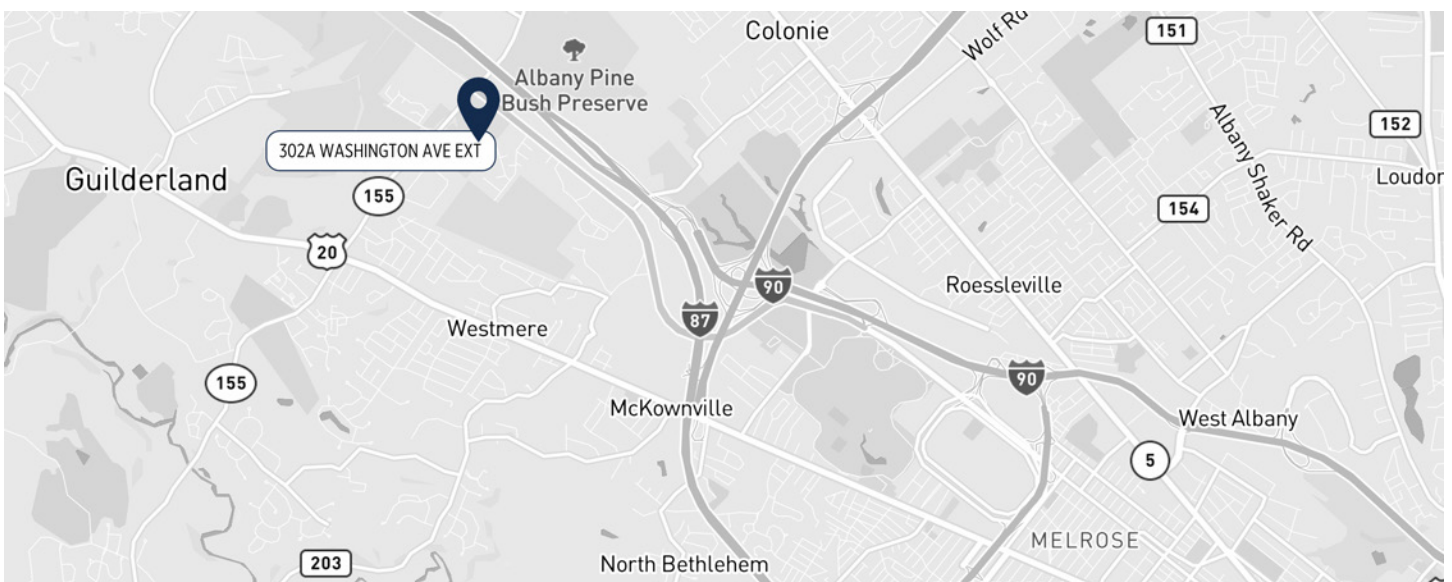 Colonie
Wolf Rd
151
Albany Pine
Bush Preserve
152
302A WASHINGTON AVE EXT
Albany Shaker Rd
Guilderland
155
Loudon
154
20
90
Roessleville
87
Westmere
155
90
McKownville
West Albany
5
MELROSE
203
North Bethlehem